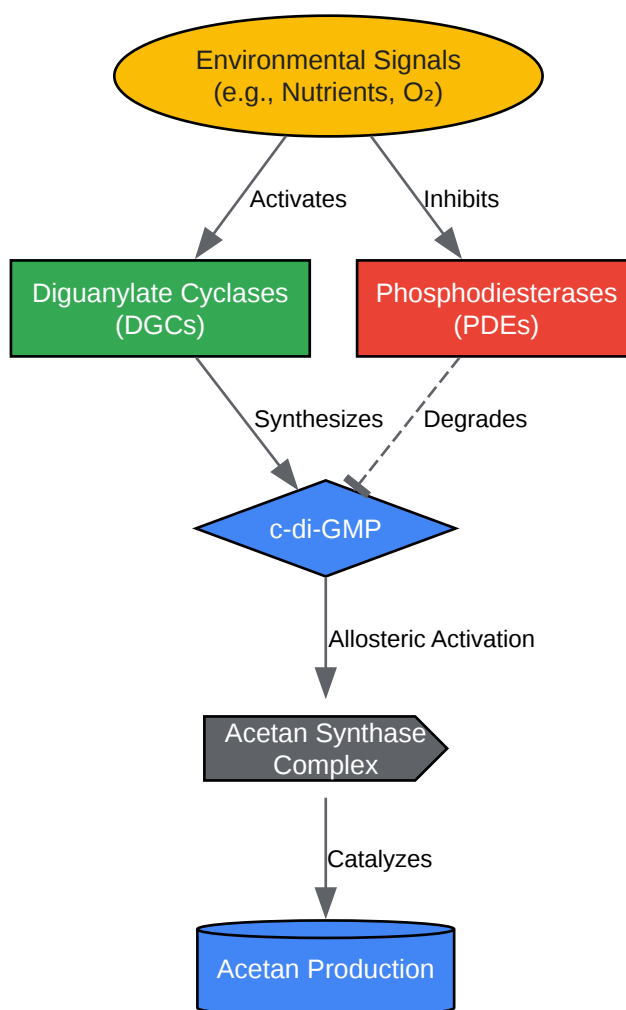 Environmental Signals
(e.g., Nutrients, O₂)
Activates
Inhibits
Diguanylate Cyclases
(DGCs)
Phosphodiesterases
(PDEs)
Synthesizes
Degrades
c-di-GMP
Allosteric Activation
Acetan Synthase
Complex
Catalyzes
Acetan Production